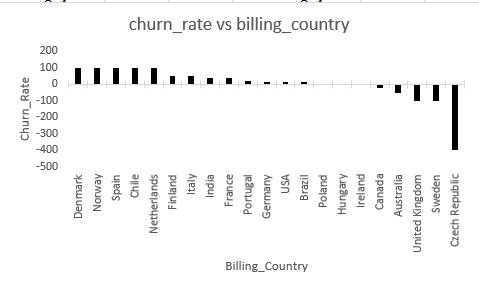 churn_rate vs billing_country
200
100
0
-100
-200
-300
-400
-500
Churn_Rate
Denmark
Norway
Spain
Chile
Netherlands
Finland
Italy
India
France
Portugal
Germany
USA
Brazil
Poland
Hungary
Ireland
Canada
Australia
United Kingdom
Sweden
Czech Republic
Billing_Country